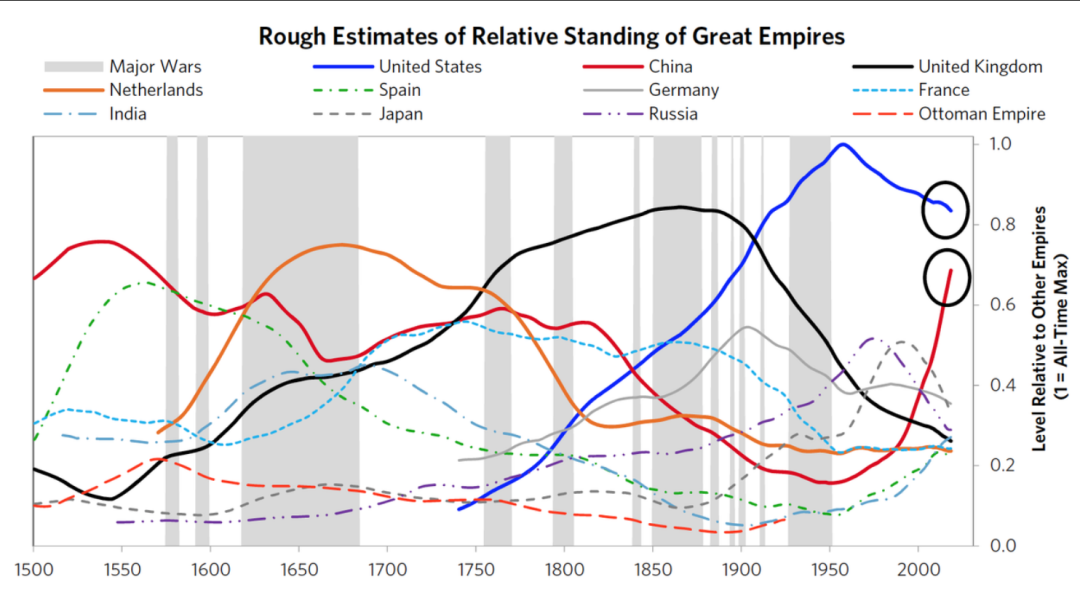 Rough Estimates of Relative Standing of Great Empires
Major Wars United States China United Kingdom
Netherlands Spain Germany France
India Japan Russia Ottoman Empire
1.0
0.8
0.6
0.4
0.2
0.0
Level Relative to Other Empires
(1 = All-Time Max)
1500 1550 1600 1650 1700 1750 1800 1850 1900 1950 2000